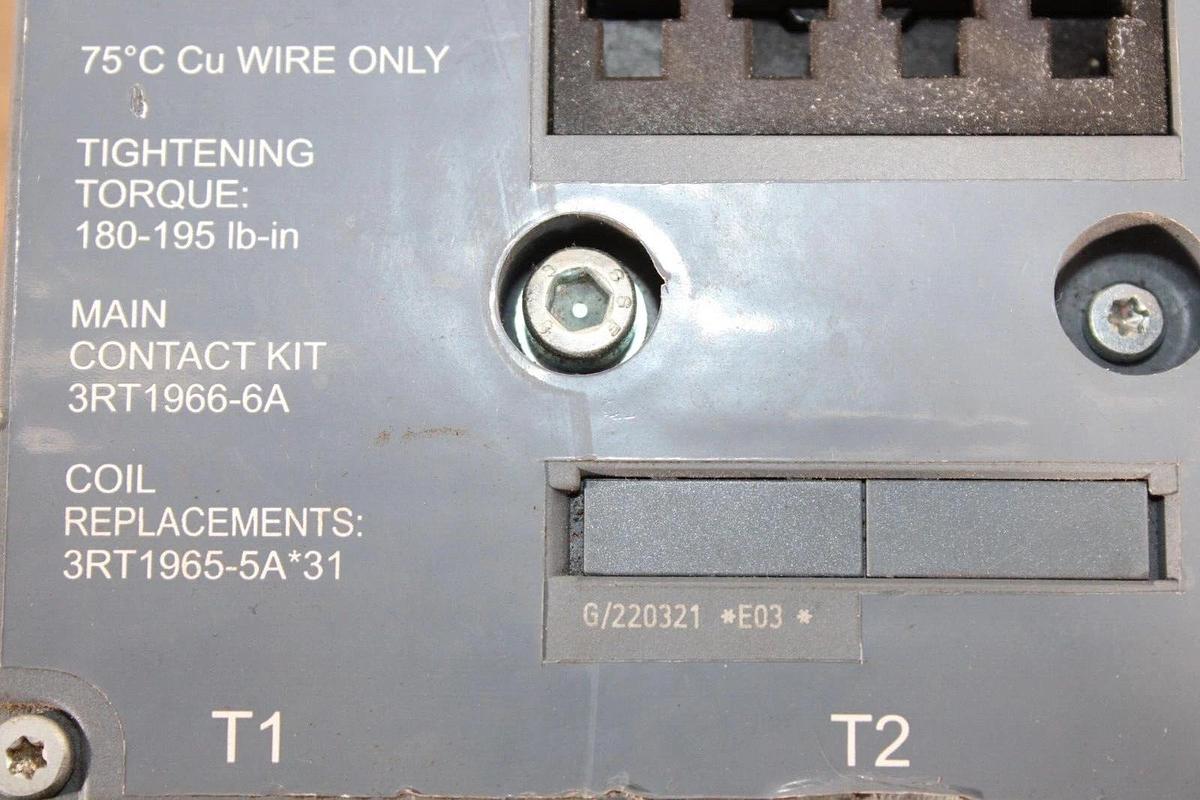 75°C Cu WIRE ONLY
TIGHTENING
TORQUE:
180-195 lb-in
MAIN
CONTACT KIT
3RT1966-6A
COIL
REPLACEMENTS:
3RT1965-5A*31
G/220321 *E03 *
T1
T2